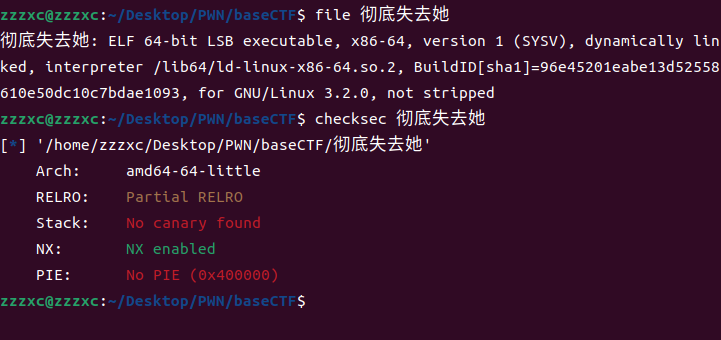 zzzxc@zzzxc:~/Desktop/PWN/baseCTF$ file 彻底失去她
彻底失去她: ELF 64-bit LSB executable, x86-64, version 1 (SYSV), dynamically lin
ked, interpreter /lib64/ld-linux-x86-64.so.2, BuildID[sha1]=96e45201eabe13d52558
610e50dc10c7bdae1093, for GNU/Linux 3.2.0, not stripped
zzzxc@zzzxc:~/Desktop/PWN/baseCTF$ checksec 彻底失去她
[*] '/home/zzzxc/Desktop/PWN/baseCTF/彻底失去她'
    Arch:     amd64-64-little
    RELRO:    Partial RELRO
    Stack:    No canary found
    NX:       NX enabled
    PIE:      No PIE (0x400000)
zzzxc@zzzxc:~/Desktop/PWN/baseCTF$